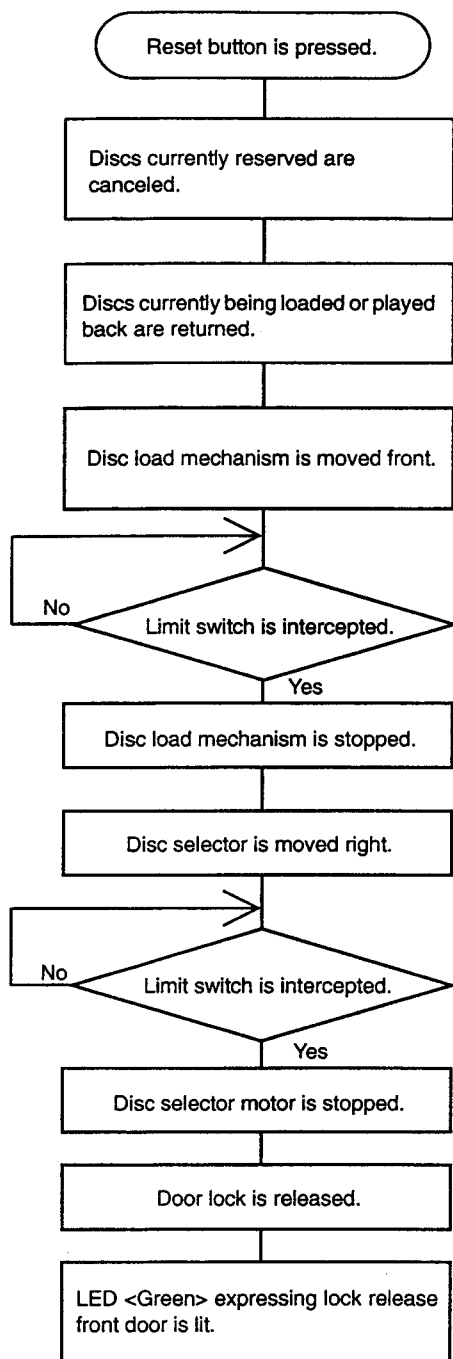 Reset button is pressed.
Discs currently reserved are
canceled.
Discs currently being loaded or played
back are returned.
Disc load mechanism is moved front.
No
Limit switch is intercepted.
Yes
Disc load mechanism is stopped.
Disc selector is moved right.
No
Limit switch is intercepted.
Yes
Disc selector motor is stopped.
Door lock is released.
LED <Green> expressing lock release
front door is lit.